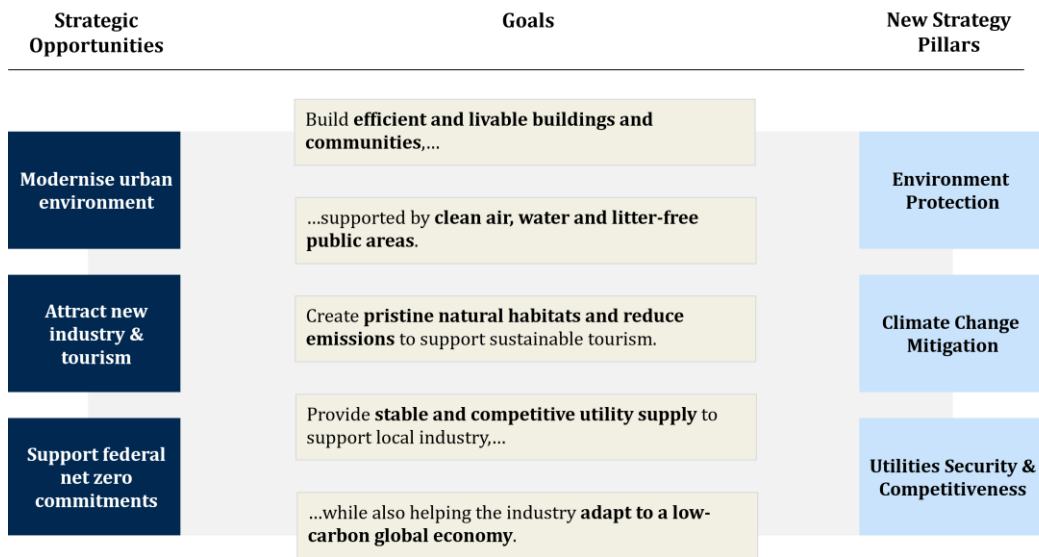 Strategic
Opportunities
Goals
New Strategy
Pillars
Modernise urban
environment
Attract new
industry &
tourism
Support federal
net zero
commitments
Build efficient and livable buildings and
communities,…
…supported by clean air, water and litter-free
public areas.
Create pristine natural habitats and reduce
emissions to support sustainable tourism.
Provide stable and competitive utility supply to
support local industry,…
…while also helping the industry adapt to a low-
carbon global economy.
Environment
Protection
Climate Change
Mitigation
Utilities Security &
Competitiveness